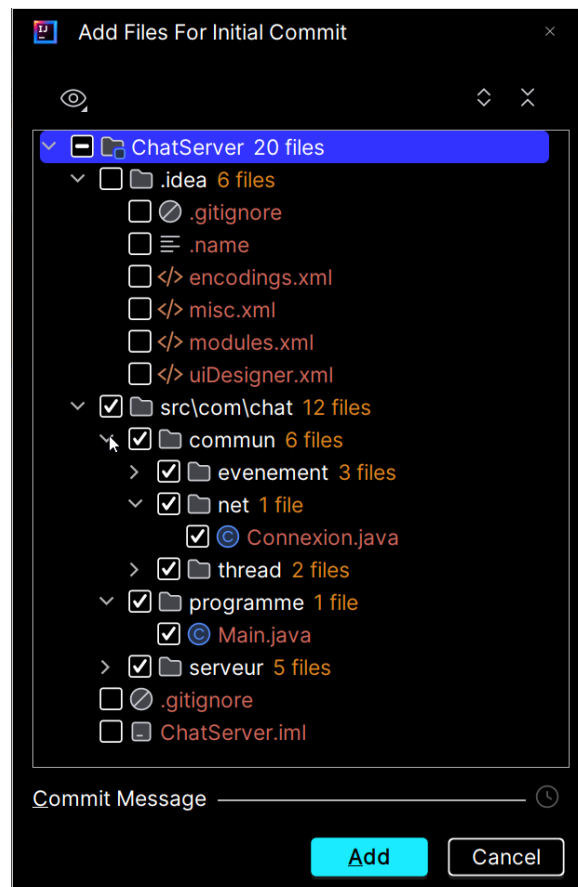 Add Files For Initial Commit
ChatServer 20 files
.idea 6 files
.gitignore
.name
encodings.xml
misc.xml
modules.xml
uiDesigner.xml
src\com\chat 12 files
commun 6 files
evenement 3 files
net 1 file
Connexion.java
thread 2 files
programme 1 file
Main.java
serveur 5 files
.gitignore
ChatServer.iml
Commit Message
Add Cancel